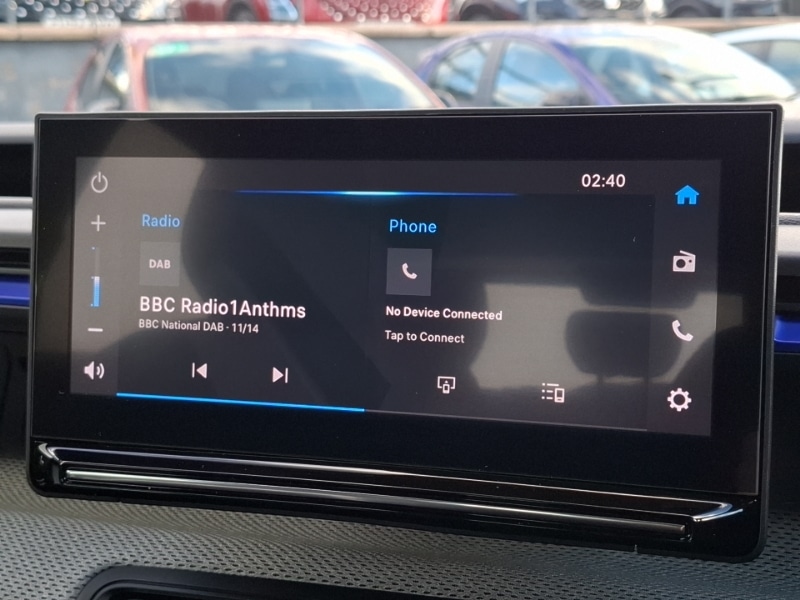 02:40
Radio
DAB
BBC Radio1Anthms
BBC National DAB · 11/14
Phone
No Device Connected
Tap to Connect